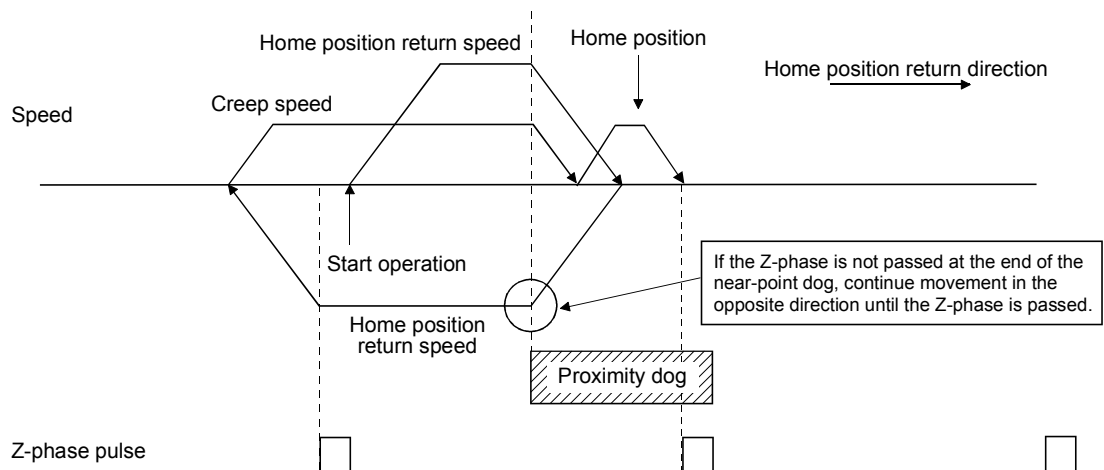 Home position return speed
Home position
Home position return direction
Creep speed
Speed
Start operation
If the Z-phase is not passed at the end of the
near-point dog, continue movement in the
opposite direction until the Z-phase is passed.
Home position
return speed
Proximity dog
Z-phase pulse